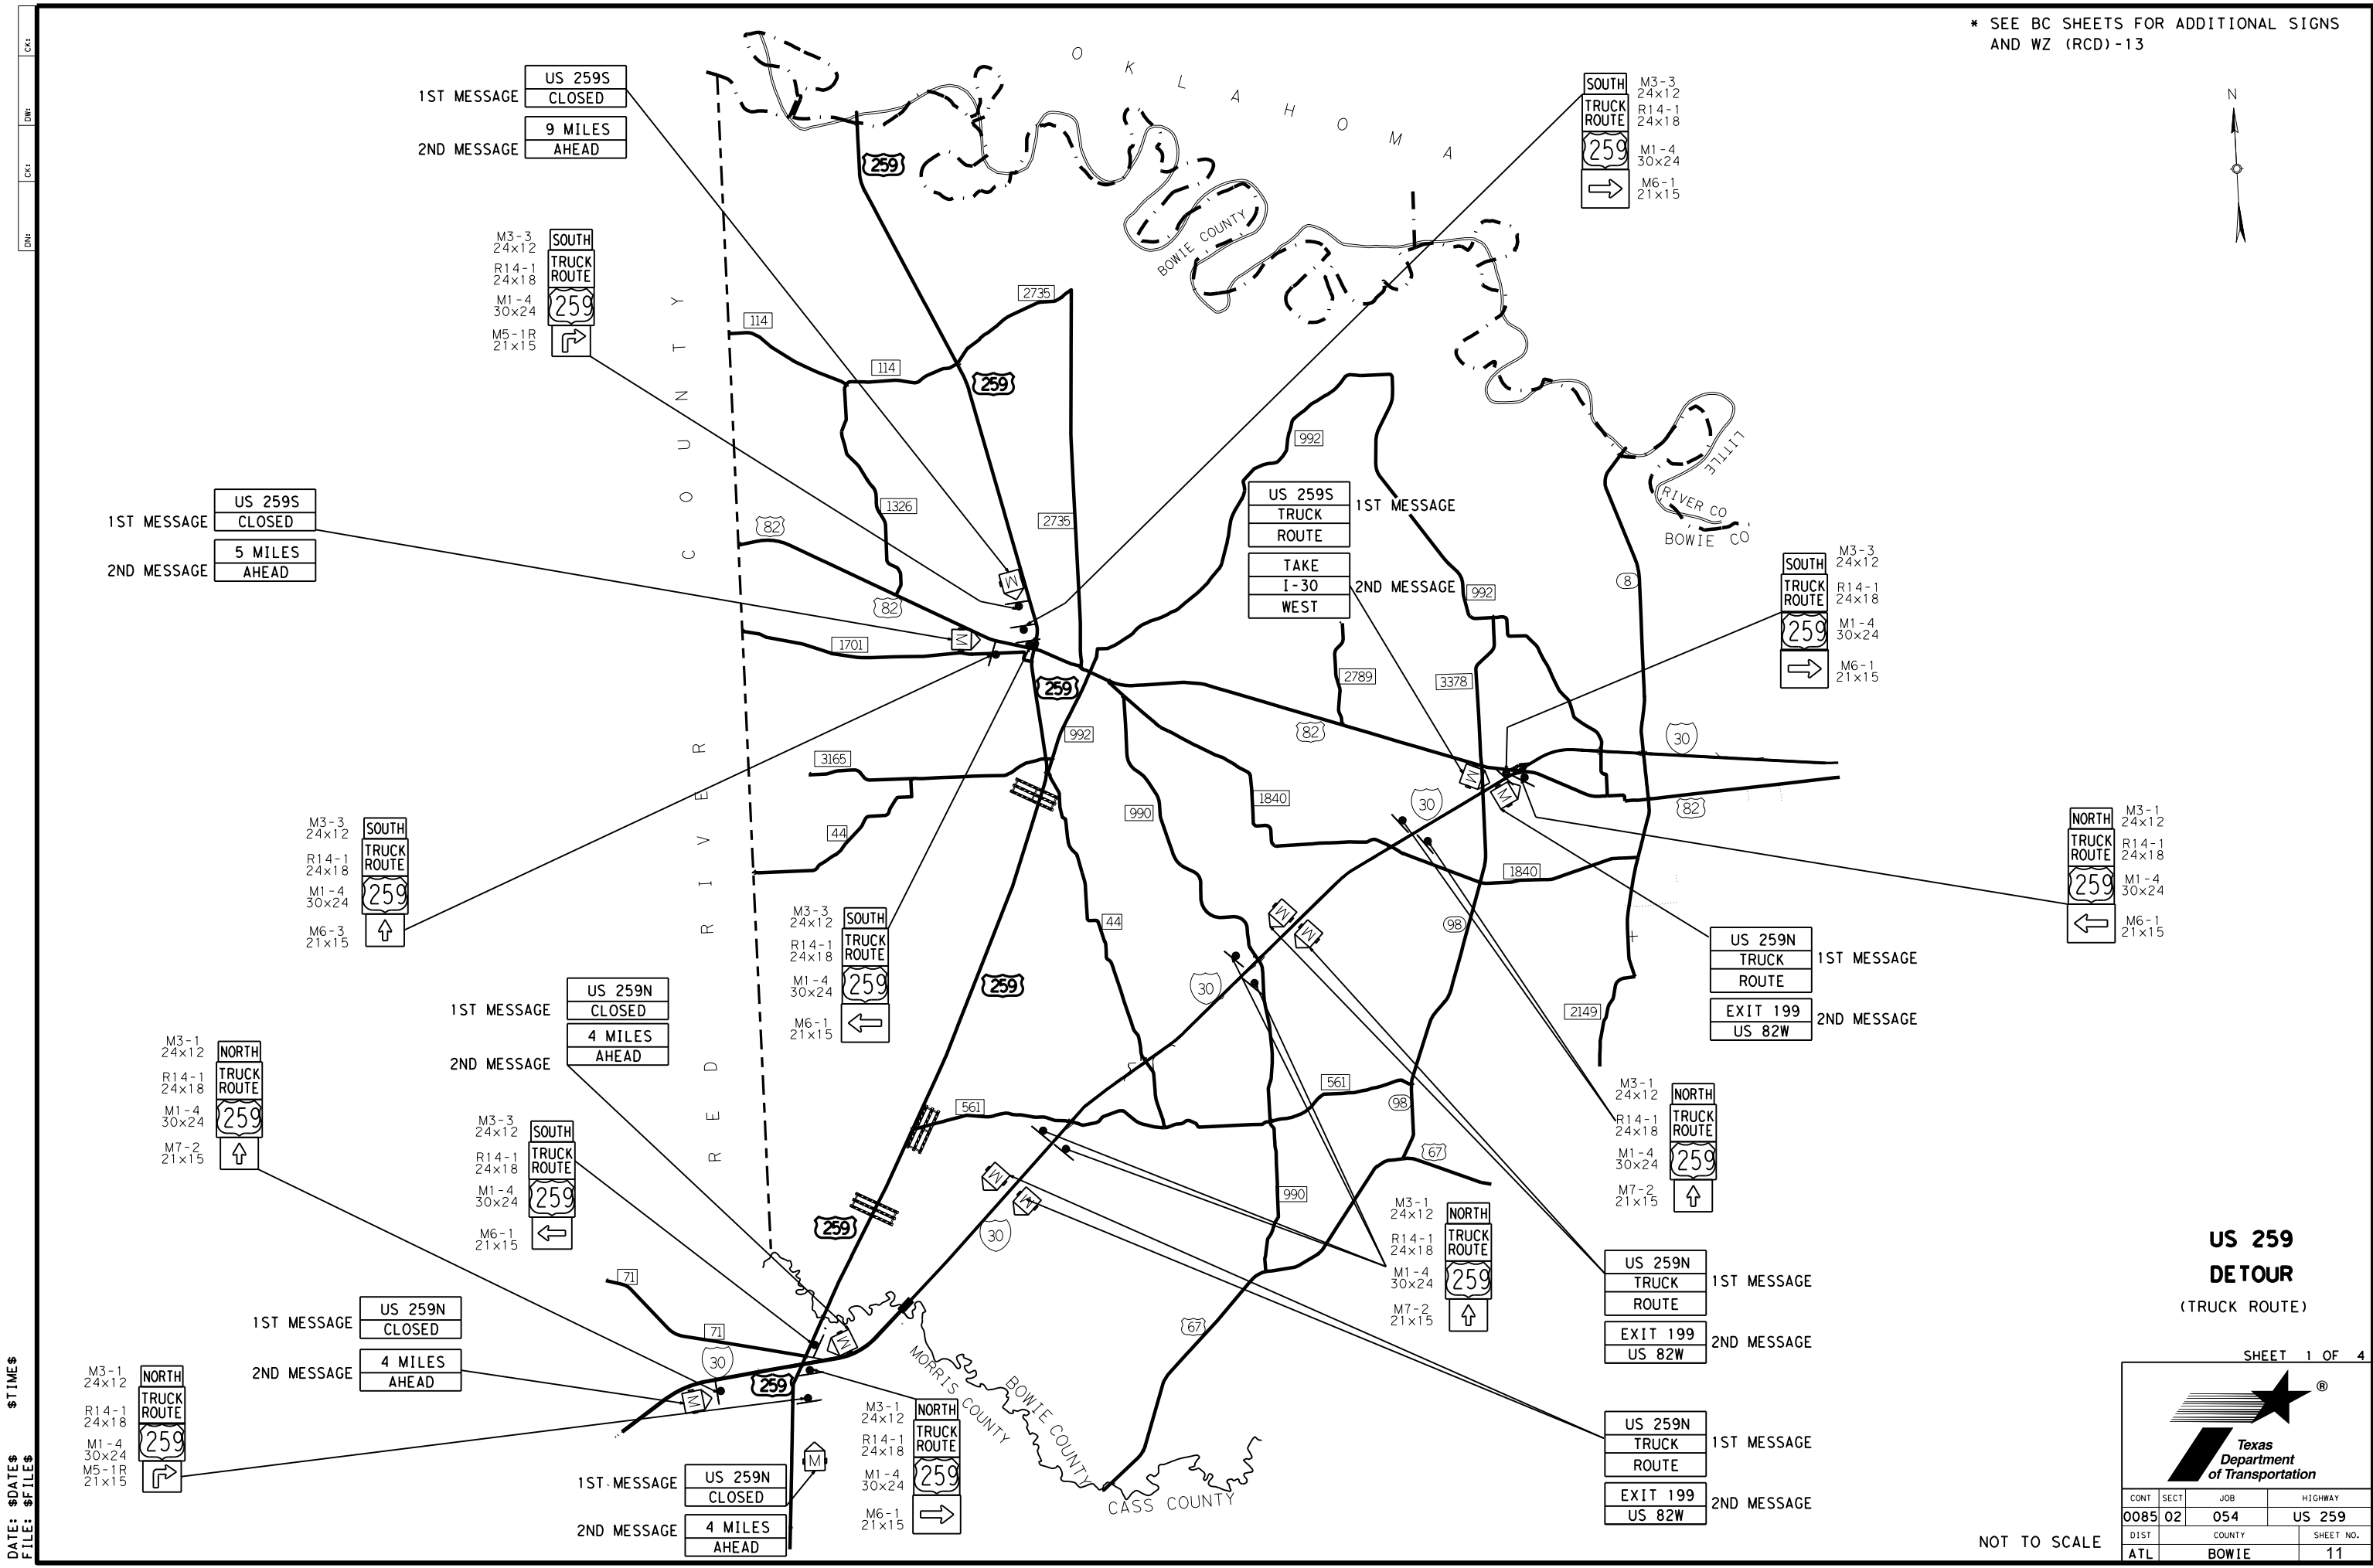 * SEE BC SHEETS FOR ADDITIONAL SIGNS
AND WZ (RCD)-13
N
CK:
DW:
CK:
DN:
O K L A H O M A
1ST MESSAGE
US 259S
CLOSED
2ND MESSAGE
9 MILES
AHEAD
SOUTH
TRUCK
ROUTE
259
M3-3
24x12
R14-1
24x18
M1-4
30x24
M6-1
21x15
259
BOWIE COUNTY
M3-3
24x12
R14-1
24x18
M1-4
30x24
M5-1R
21x15
SOUTH
TRUCK
ROUTE
259
RED RIVER COUNTY
114
114
2735
259
992
LITTLE
RIVER CO
BOWIE CO
1326
2735
82
82
1701
1ST MESSAGE
US 259S
CLOSED
2ND MESSAGE
5 MILES
AHEAD
M
M
US 259S
TRUCK
ROUTE
1ST MESSAGE
TAKE
I-30
WEST
2ND MESSAGE
992
8
SOUTH
TRUCK
ROUTE
259
M3-3
24x12
R14-1
24x18
M1-4
30x24
M6-1
21x15
259
2789
3378
992
82
30
3165
44
990
1840
30
M
M
82
1840
M3-3
24x12
R14-1
24x18
M1-4
30x24
M6-3
21x15
SOUTH
TRUCK
ROUTE
259
NORTH
TRUCK
ROUTE
259
M3-1
24x12
R14-1
24x18
M1-4
30x24
M6-1
21x15
M3-3
24x12
R14-1
24x18
M1-4
30x24
M6-1
21x15
SOUTH
TRUCK
ROUTE
259
44
M
M
98
259
30
2149
US 259N
TRUCK
ROUTE
1ST MESSAGE
EXIT 199
US 82W
2ND MESSAGE
1ST MESSAGE
US 259N
CLOSED
2ND MESSAGE
4 MILES
AHEAD
M3-1
24x12
R14-1
24x18
M1-4
30x24
M7-2
21x15
NORTH
TRUCK
ROUTE
259
M3-3
24x12
R14-1
24x18
M1-4
30x24
M6-1
21x15
SOUTH
TRUCK
ROUTE
259
561
561
98
67
M3-1
24x12
R14-1
24x18
M1-4
30x24
M7-2
21x15
NORTH
TRUCK
ROUTE
259
M
M
990
259
30
M3-1
24x12
R14-1
24x18
M1-4
30x24
M7-2
21x15
NORTH
TRUCK
ROUTE
259
US 259N
TRUCK
ROUTE
1ST MESSAGE
EXIT 199
US 82W
2ND MESSAGE
US 259
DETOUR
(TRUCK ROUTE)
71
71
67
M
30
259
M
1ST MESSAGE
US 259N
CLOSED
2ND MESSAGE
4 MILES
AHEAD
M3-1
24x12
R14-1
24x18
M1-4
30x24
M5-1R
21x15
NORTH
TRUCK
ROUTE
259
MORRIS COUNTY
BOWIE COUNTY
CASS COUNTY
M3-1
24x12
R14-1
24x18
M1-4
30x24
M6-1
21x15
NORTH
TRUCK
ROUTE
259
M
1ST MESSAGE
US 259N
CLOSED
2ND MESSAGE
4 MILES
AHEAD
US 259N
TRUCK
ROUTE
1ST MESSAGE
EXIT 199
US 82W
2ND MESSAGE
SHEET 1 OF 4
®
Texas
Department
of Transportation
CONT SECT JOB HIGHWAY
0085 02 054 US 259
DIST COUNTY SHEET NO.
ATL BOWIE 11
NOT TO SCALE
DATE: $DATE$ $TIME$
FILE: $FILE$